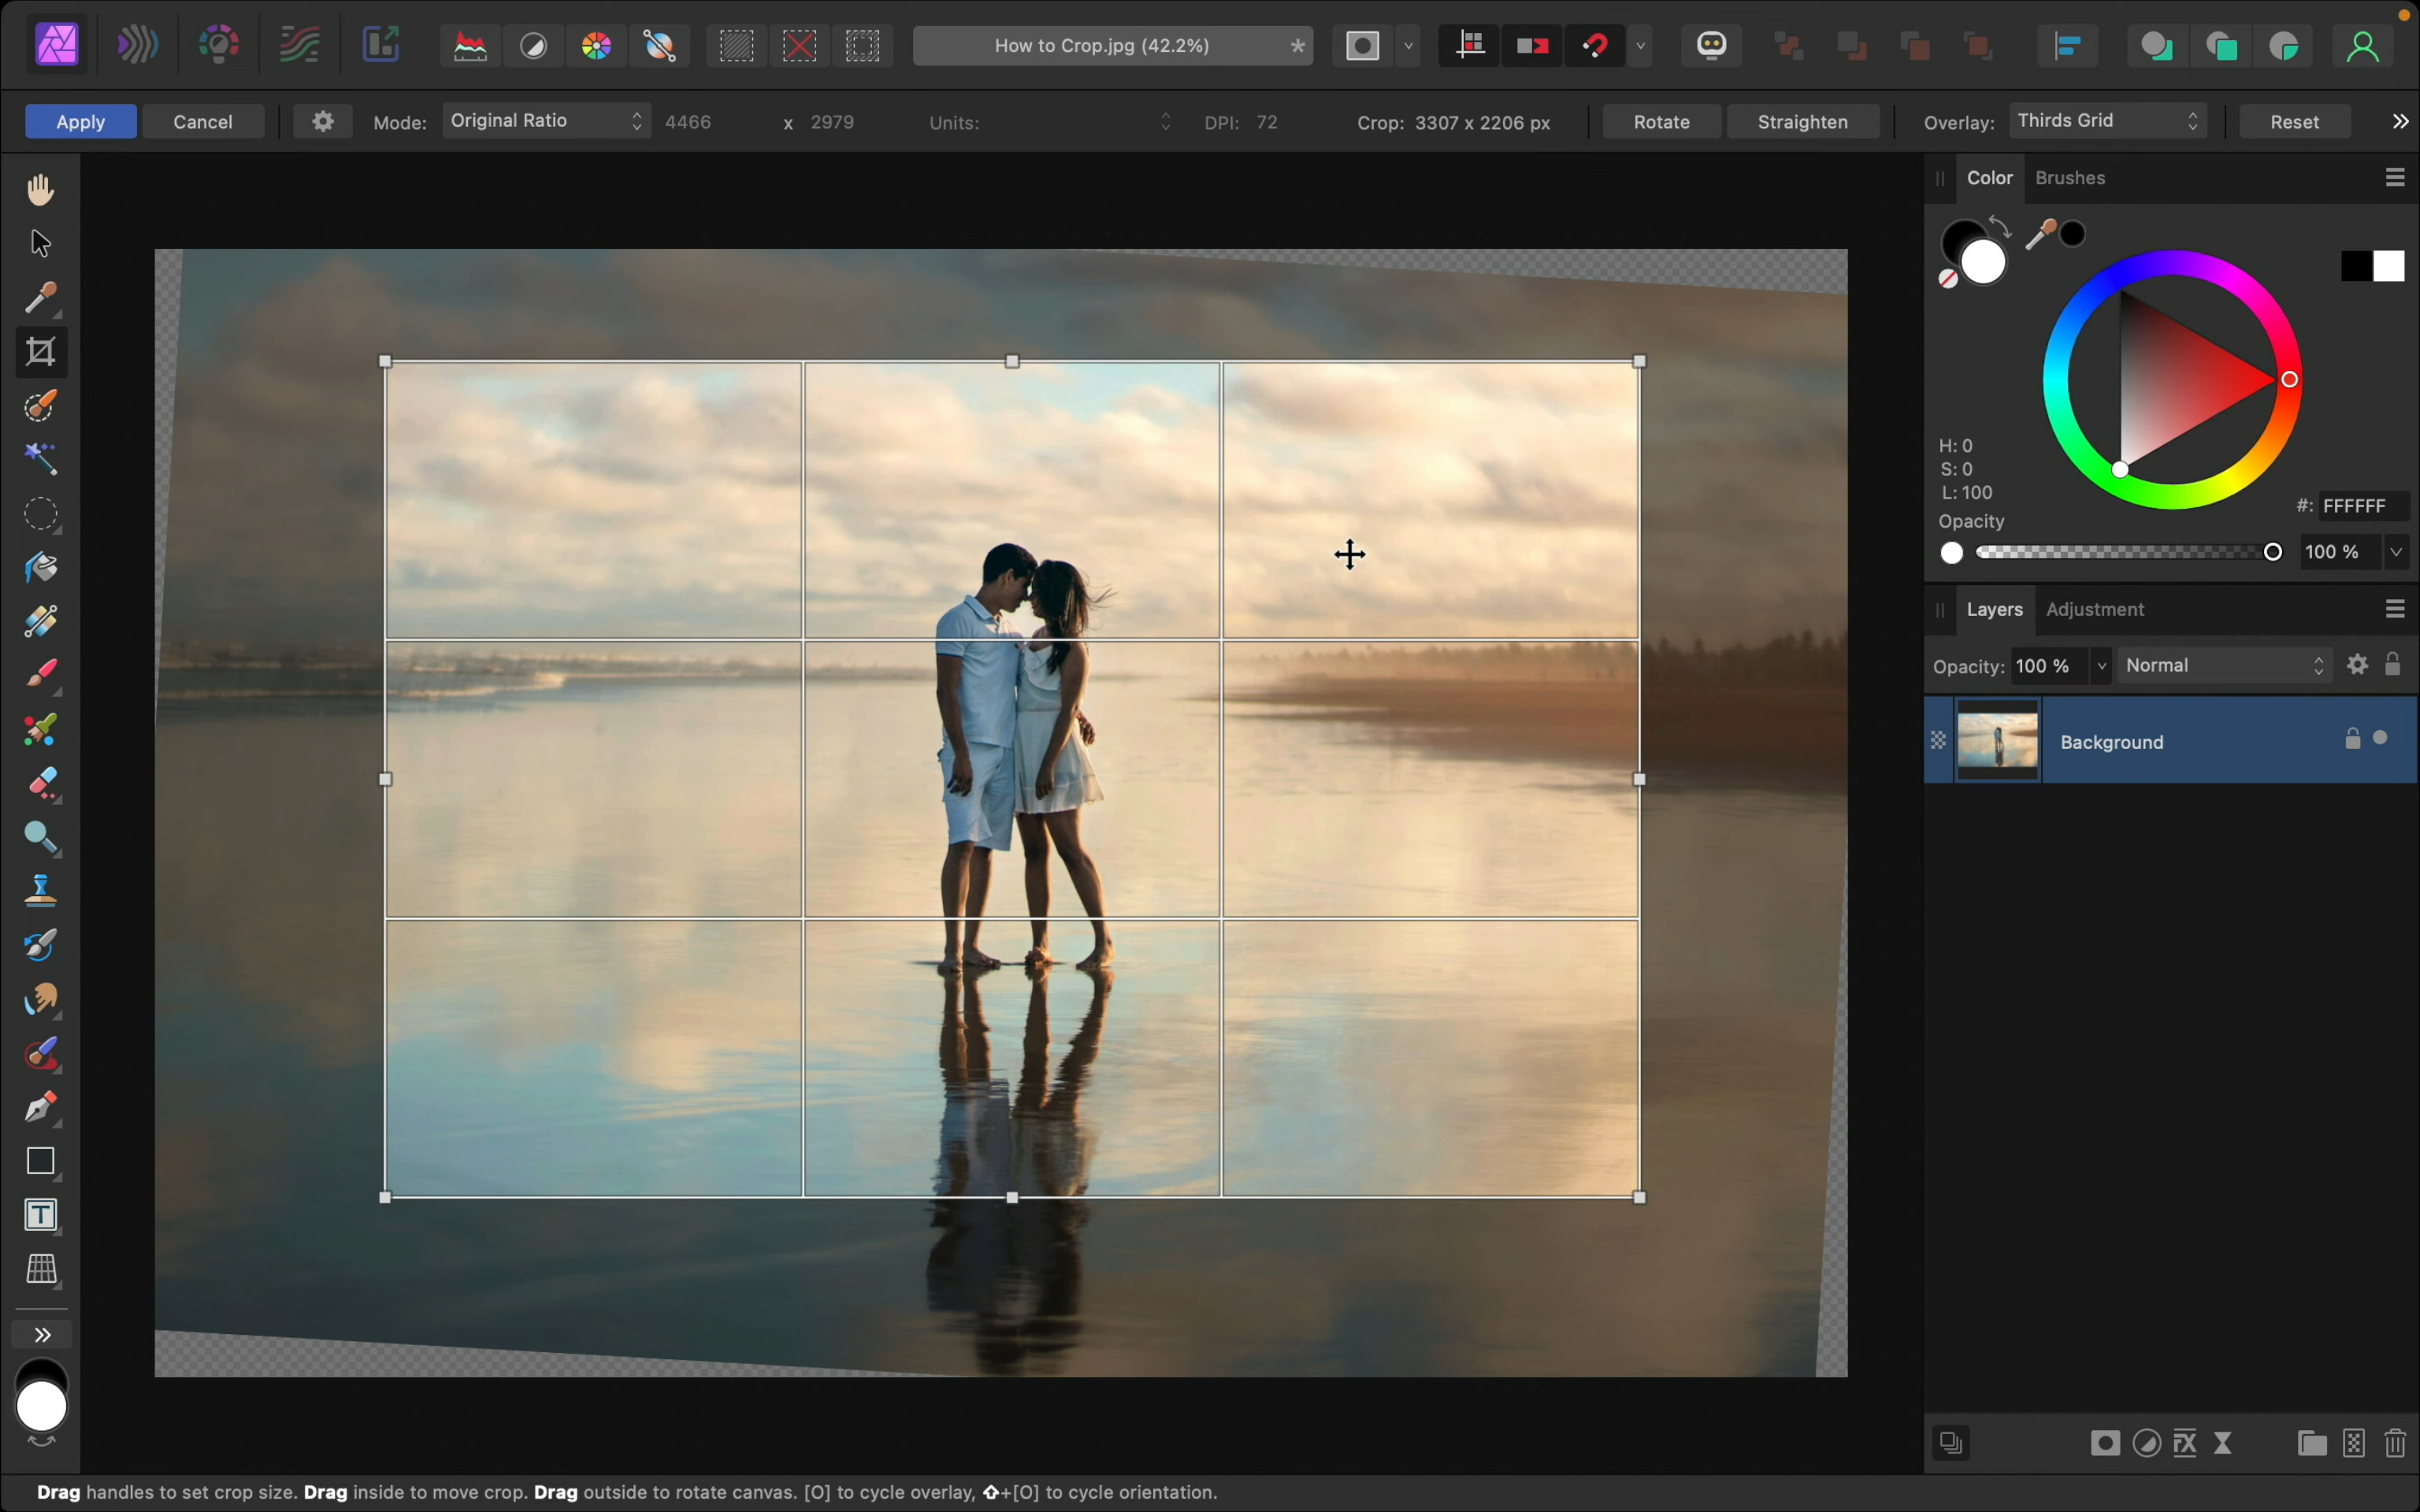 How to Crop.jpg (42.2%) *
Apply Cancel Mode: Original Ratio 4466 x 2979 Units: DPI: 72 Crop: 3307 x 2206 px Rotate Straighten Overlay: Thirds Grid Reset
Color Brushes
H: 0
S: 0
L: 100
#: FFFFFF
Opacity
100 %
Layers Adjustment
Opacity: 100 % Normal
Background
T
FX
Drag handles to set crop size. Drag inside to move crop. Drag outside to rotate canvas. [O] to cycle overlay, ⇧+[O] to cycle orientation.